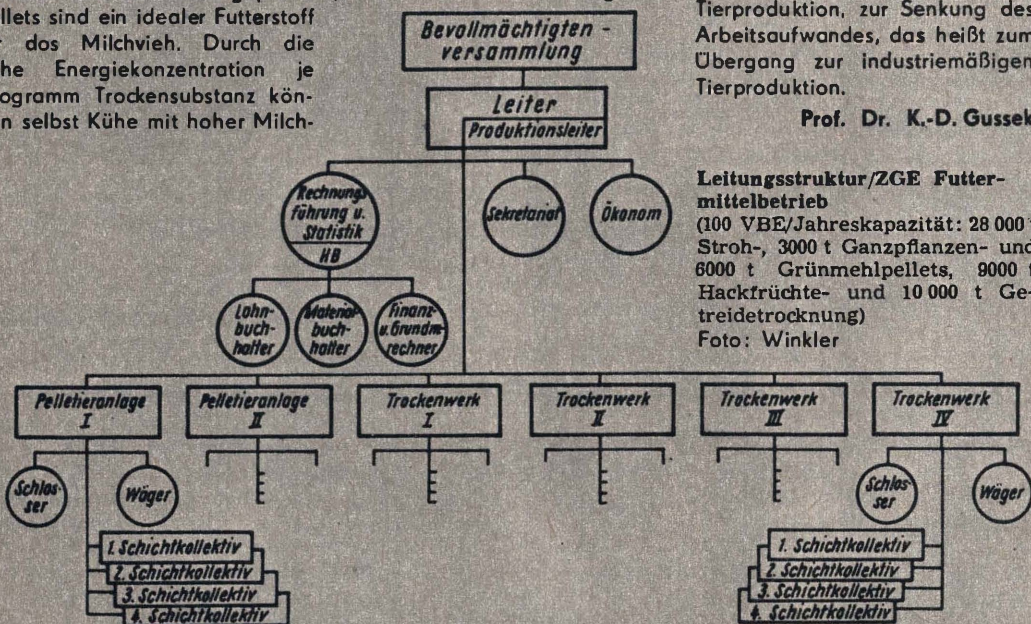 llets sind ein idealer Futterstoff
dos Milchvieh. Durch die
he Energiekonzentration je
ogramm Trockensubstanz kön-
n selbst Kühe mit hoher Milch-
Tierproduktion, zur Senkung des
Arbeitsaufwandes, das heißt zum
Übergang zur industriemäßigen
Tierproduktion.
Prof. Dr. K.-D. Gussek
Leitungsstruktur/ZGE Futter-
mittelbetrieb
(100 VBE/Jahreskapazität: 28 000 t
Stroh-, 3000 t Ganzpflanzen- und
6000 t Grünmehlpellets, 9000 t
Hackfrüchte- und 10 000 t Ge-
treidetrocknung)
Foto: Winkler
Bevollmächtigten -
versammlung
Leiter
Produktionsleiter
Rechnungs
führung u.
Statistik
HB
Sekretariat
Ökonom
Lohn-
buch-
halter
Material
buch-
halter
Finanz
u. Grundm.
rechner
Pelletieranlage
I
Pelletieranlage
II
Trockenwerk
I
Trockenwerk
II
Trockenwerk
III
Trockenwerk
IV
Schlos-
ser
Wäger
Schlos-
ser
Wäger
1. Schichtkollektiv
2. Schichtkollektiv
3. Schichtkollektiv
4. Schichtkollektiv
1. Schichtkollektiv
2. Schichtkollektiv
3. Schichtkollektiv
4. Schichtkollektiv